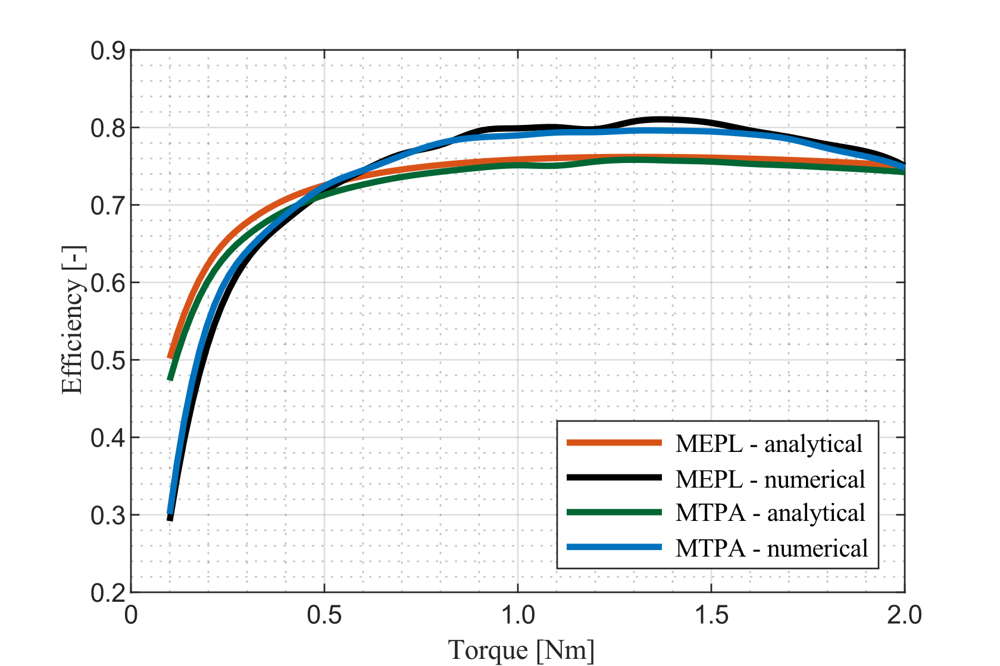 0.9
0.8
0.7
0.6
0.5
0.4
0.3
0.2
Efficiency [-]
0
0.5
1.0
1.5
2.0
Torque [Nm]
MEPL - analytical
MEPL - numerical
MTPA - analytical
MTPA - numerical